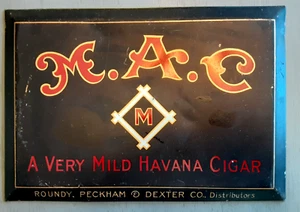 M.A.C
M
A VERY MILD HAVANA CIGAR
ROUNDY, PECKHAM & DEXTER CO. Distributors